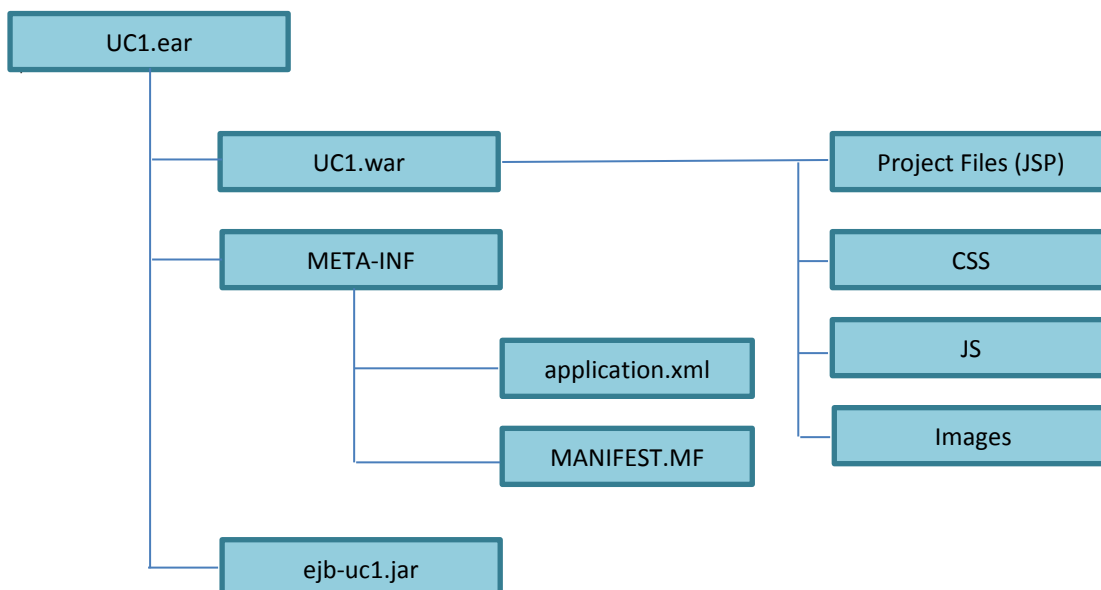 UC1.ear
UC1.war
Project Files (JSP)
META-INF
CSS
JS
application.xml
Images
MANIFEST.MF
ejb-uc1.jar